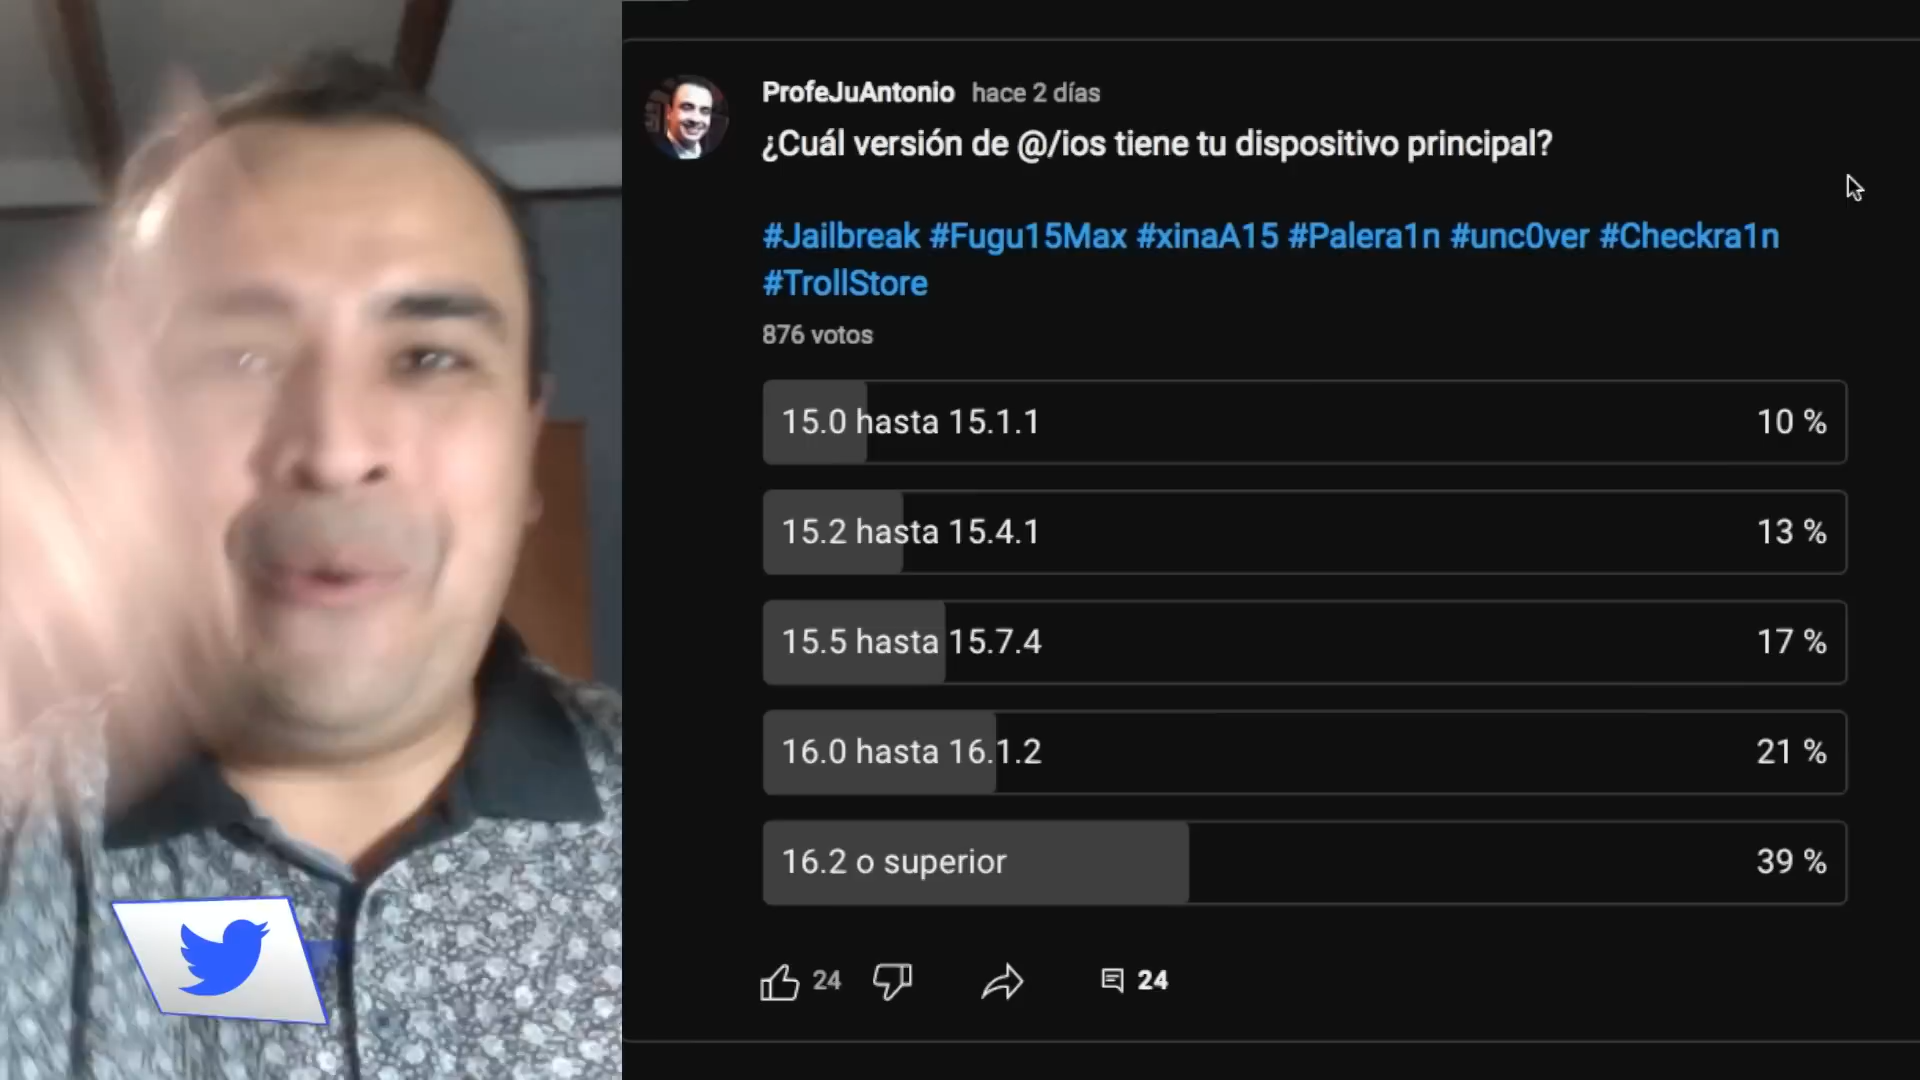 ProfeJuAntonio hace 2 días
¿Cuál versión de @/ios tiene tu dispositivo principal?
#Jailbreak #Fugu15Max #xinaA15 #Palera1n #unc0ver #Checkra1n
#TrollStore
876 votos
15.0 hasta 15.1.1 10 %
15.2 hasta 15.4.1 13 %
15.5 hasta 15.7.4 17 %
16.0 hasta 16.1.2 21 %
16.2 o superior 39 %
24 24